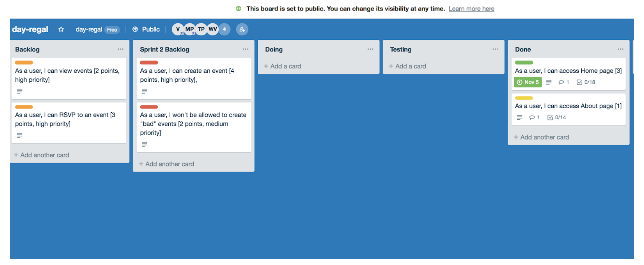 This board is set to public. You can change its visibility at any time. Learn more here
day-regal day-regal Free Public V MP TP WV 4
Backlog
As a user, I can view events [2 points,
high priority]
As a user, I can RSVP to an event [3
points, high priority]
+ Add another card
Sprint 2 Backlog
As a user, I can create an event [4
points, high priority],
As a user, I won't be allowed to create
"bad" events [2 points, medium
priority]
+ Add another card
Doing
+ Add a card
Testing
+ Add a card
Done
As a user, I can access Home page [3]
Nov 5 1 0/18
As a user, I can access About page [1]
1 0/14
+ Add another card